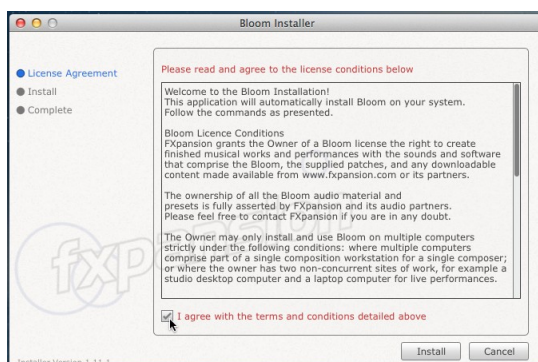 Bloom Installer
License Agreement
Install
Complete
Please read and agree to the license conditions below
Welcome to the Bloom Installation!
This application will automatically install Bloom on your system.
Follow the commands as presented.
Bloom Licence Conditions
FXpansion grants the Owner of a Bloom license the right to create
finished musical works and performances with the sounds and software
that comprise the Bloom, the supplied patches, and any downloadable
content made available from www.fxpansion.com or its partners.
The ownership of all the Bloom audio material and
presets is fully asserted by FXpansion and its audio partners.
Please feel free to contact FXpansion if you are in any doubt.
The Owner may only install and use Bloom on multiple computers
strictly under the following conditions: where multiple computers
comprise part of a single composition workstation for a single composer;
or where the owner has two non-concurrent sites of work, for example a
studio desktop computer and a laptop computer for live performances.
fxpansion
I agree with the terms and conditions detailed above
Install
Cancel
Installer Version